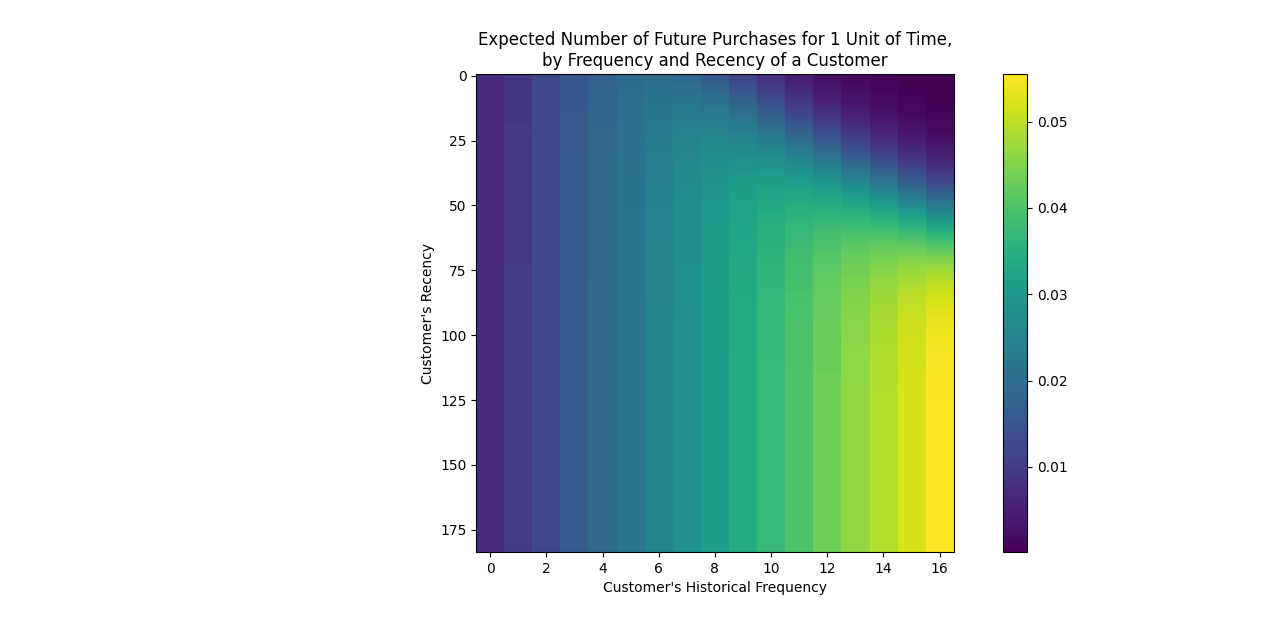 Expected Number of Future Purchases for 1 Unit of Time,
by Frequency and Recency of a Customer
0
25
50
75
100
125
150
175
Customer's Recency
0 2 4 6 8 10 12 14 16
Customer's Historical Frequency
0.05
0.04
0.03
0.02
0.01